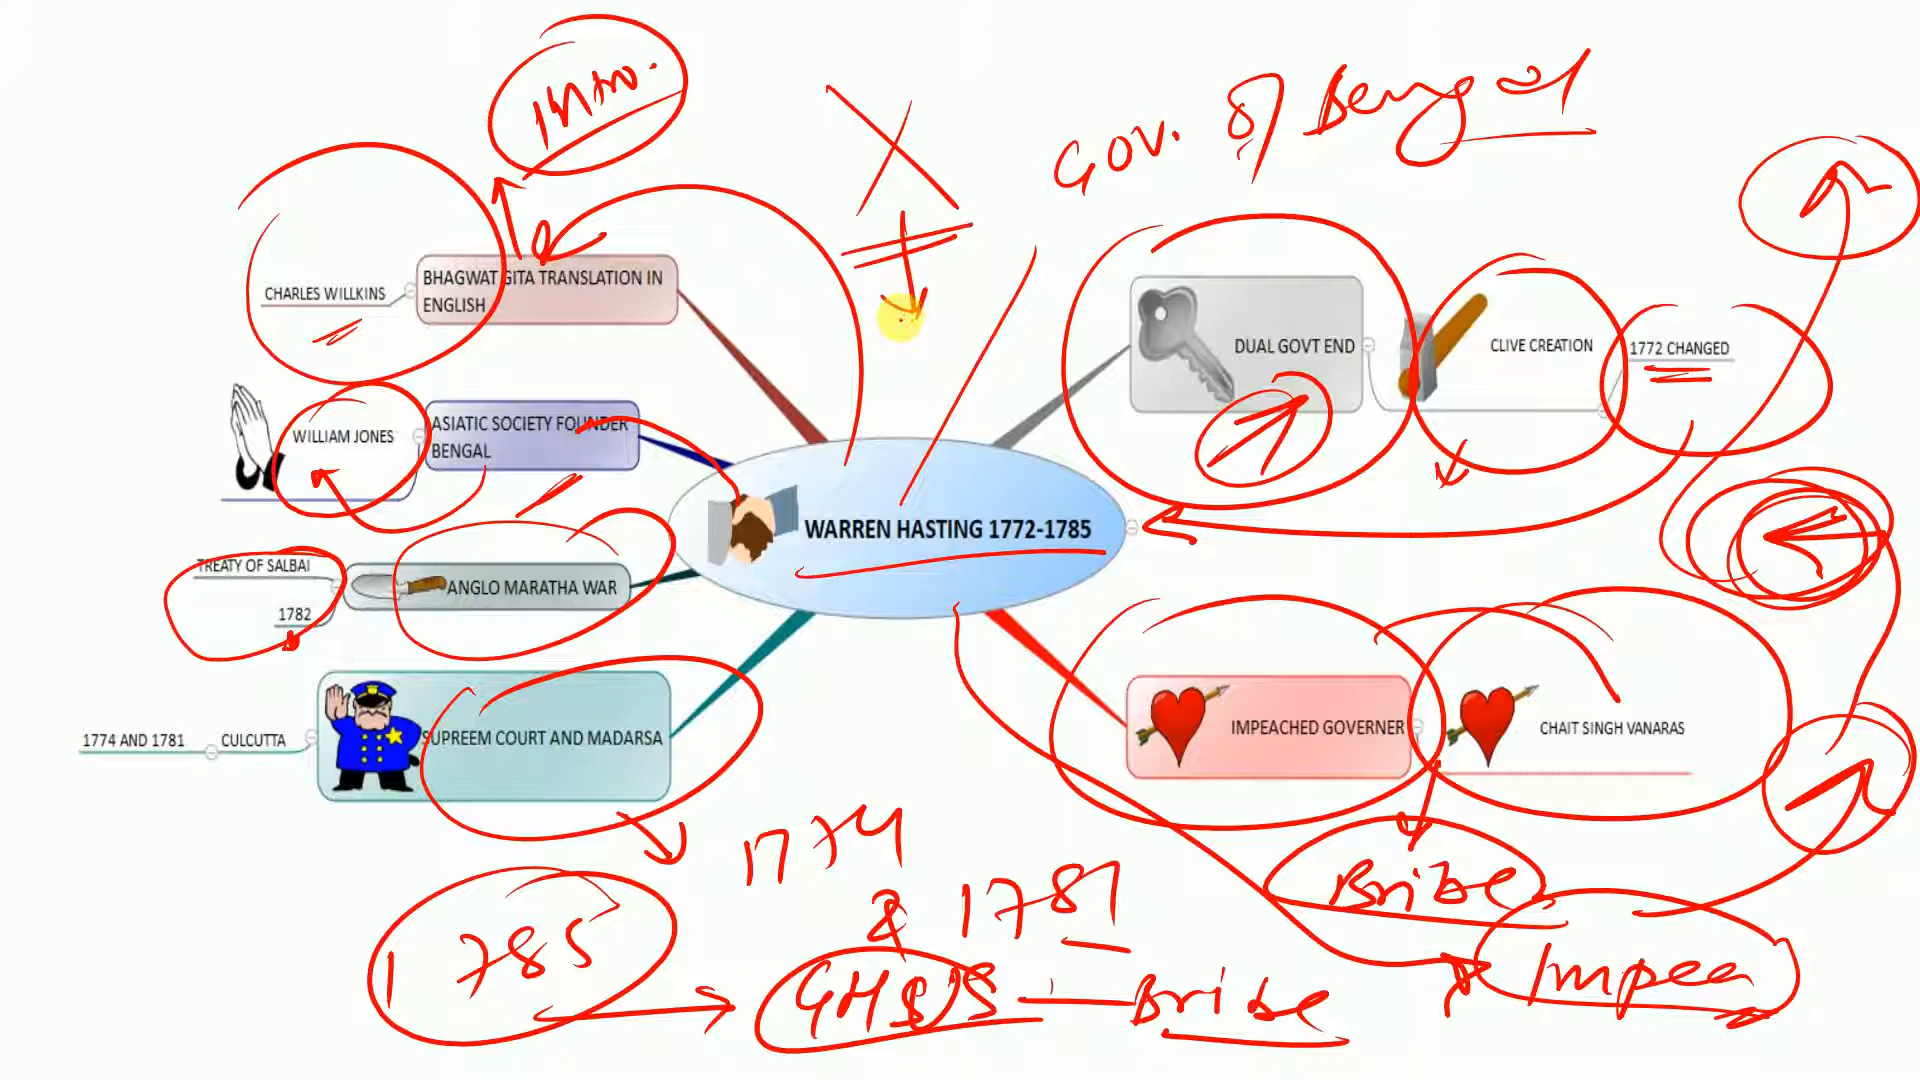 Intro.
Gov. of Bengal
CHARLES WILLKINS
BHAGWAT GITA TRANSLATION IN
ENGLISH
DUAL GOVT END
CLIVE CREATION
1772 CHANGED
WILLIAM JONES
ASIATIC SOCIETY FOUNDER
BENGAL
WARREN HASTING 1772-1785
TREATY OF SALBAI
1782
ANGLO MARATHA WAR
1774 AND 1781
CULCUTTA
SUPREEM COURT AND MADARSA
IMPEACHED GOVERNER
CHAIT SINGH VANARAS
1774
& 1781
Bribe
1785
Bribe